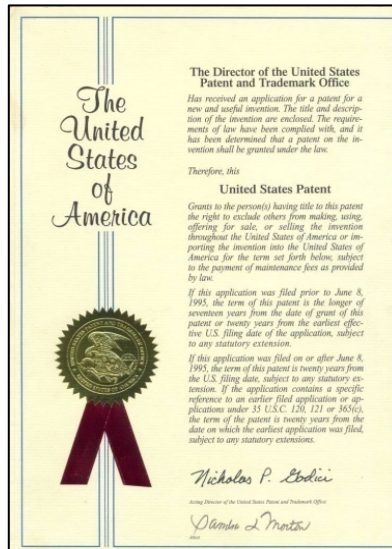 The
United
States
of
America
The Director of the United States
Patent and Trademark Office
Has received an application for a patent for a
new and useful invention. The title and descrip-
tion of the invention are enclosed. The require-
ments of law have been complied with, and it
has been determined that a patent on the in-
vention shall be granted under the law.
Therefore, this
United States Patent
Grants to the person(s) having title to this patent
the right to exclude others from making, using,
offering for sale, or selling the invention
throughout the United States of America or im-
porting the invention into the United States
of America for the term set forth below, subject
to the payment of maintenance fees as provided
by law.
If this application was filed prior to June 8,
1995, the term of this patent is the longer of
seventeen years from the date of grant of this
patent or twenty years from the earliest effec-
tive U.S. filing date of the application, subject
to any statutory extension.
If this application was filed on or after June 8,
1995, the term of this patent is twenty years from
the U.S. filing date, subject to any statutory ex-
tension. If the application contains a specific
reference to an earlier filed application or ap-
plications under 35 U.S.C. 120, 121 or 365(c),
the term of the patent is twenty years from the
date on which the earliest application was filed,
subject to any statutory extensions.
Nicholas P. Godici
Acting Director of the United States Patent and Trademark Office